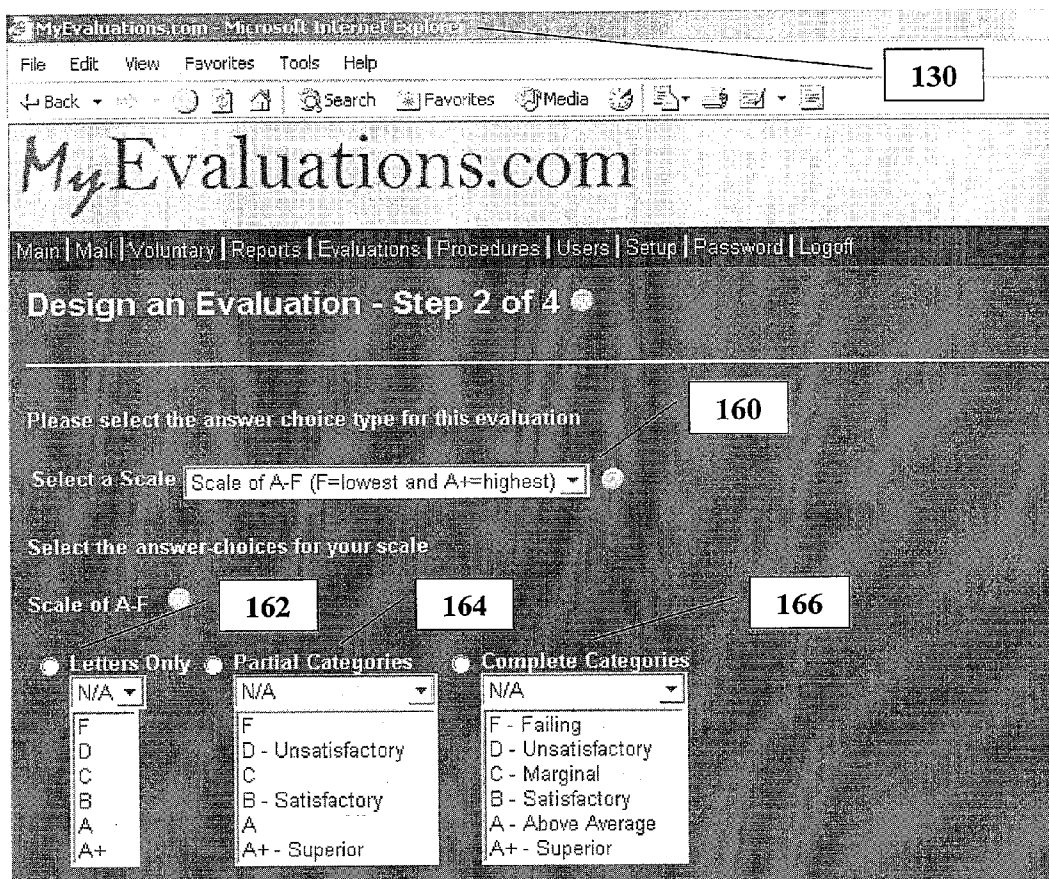 MyEvaluations.com - Microsoft Internet Explorer
130
File Edit View Favorites Tools Help
Back Search Favorites Media
MyEvaluations.com
Main | Mail | Voluntary | Reports | Evaluations | Procedures | Users | Setup | Password | Logoff
Design an Evaluation - Step 2 of 4
160
Please select the answer choice type for this evaluation
Select a Scale Scale of A-F (F=lowest and A+=highest)
Select the answer choices for your scale
Scale of A-F 162 164 166
Letters Only Partial Categories Complete Categories
N/A N/A N/A
F F F - Failing
D D - Unsatisfactory D - Unsatisfactory
C C C - Marginal
B B - Satisfactory B - Satisfactory
A A A - Above Average
A+ A+ - Superior A+ - Superior